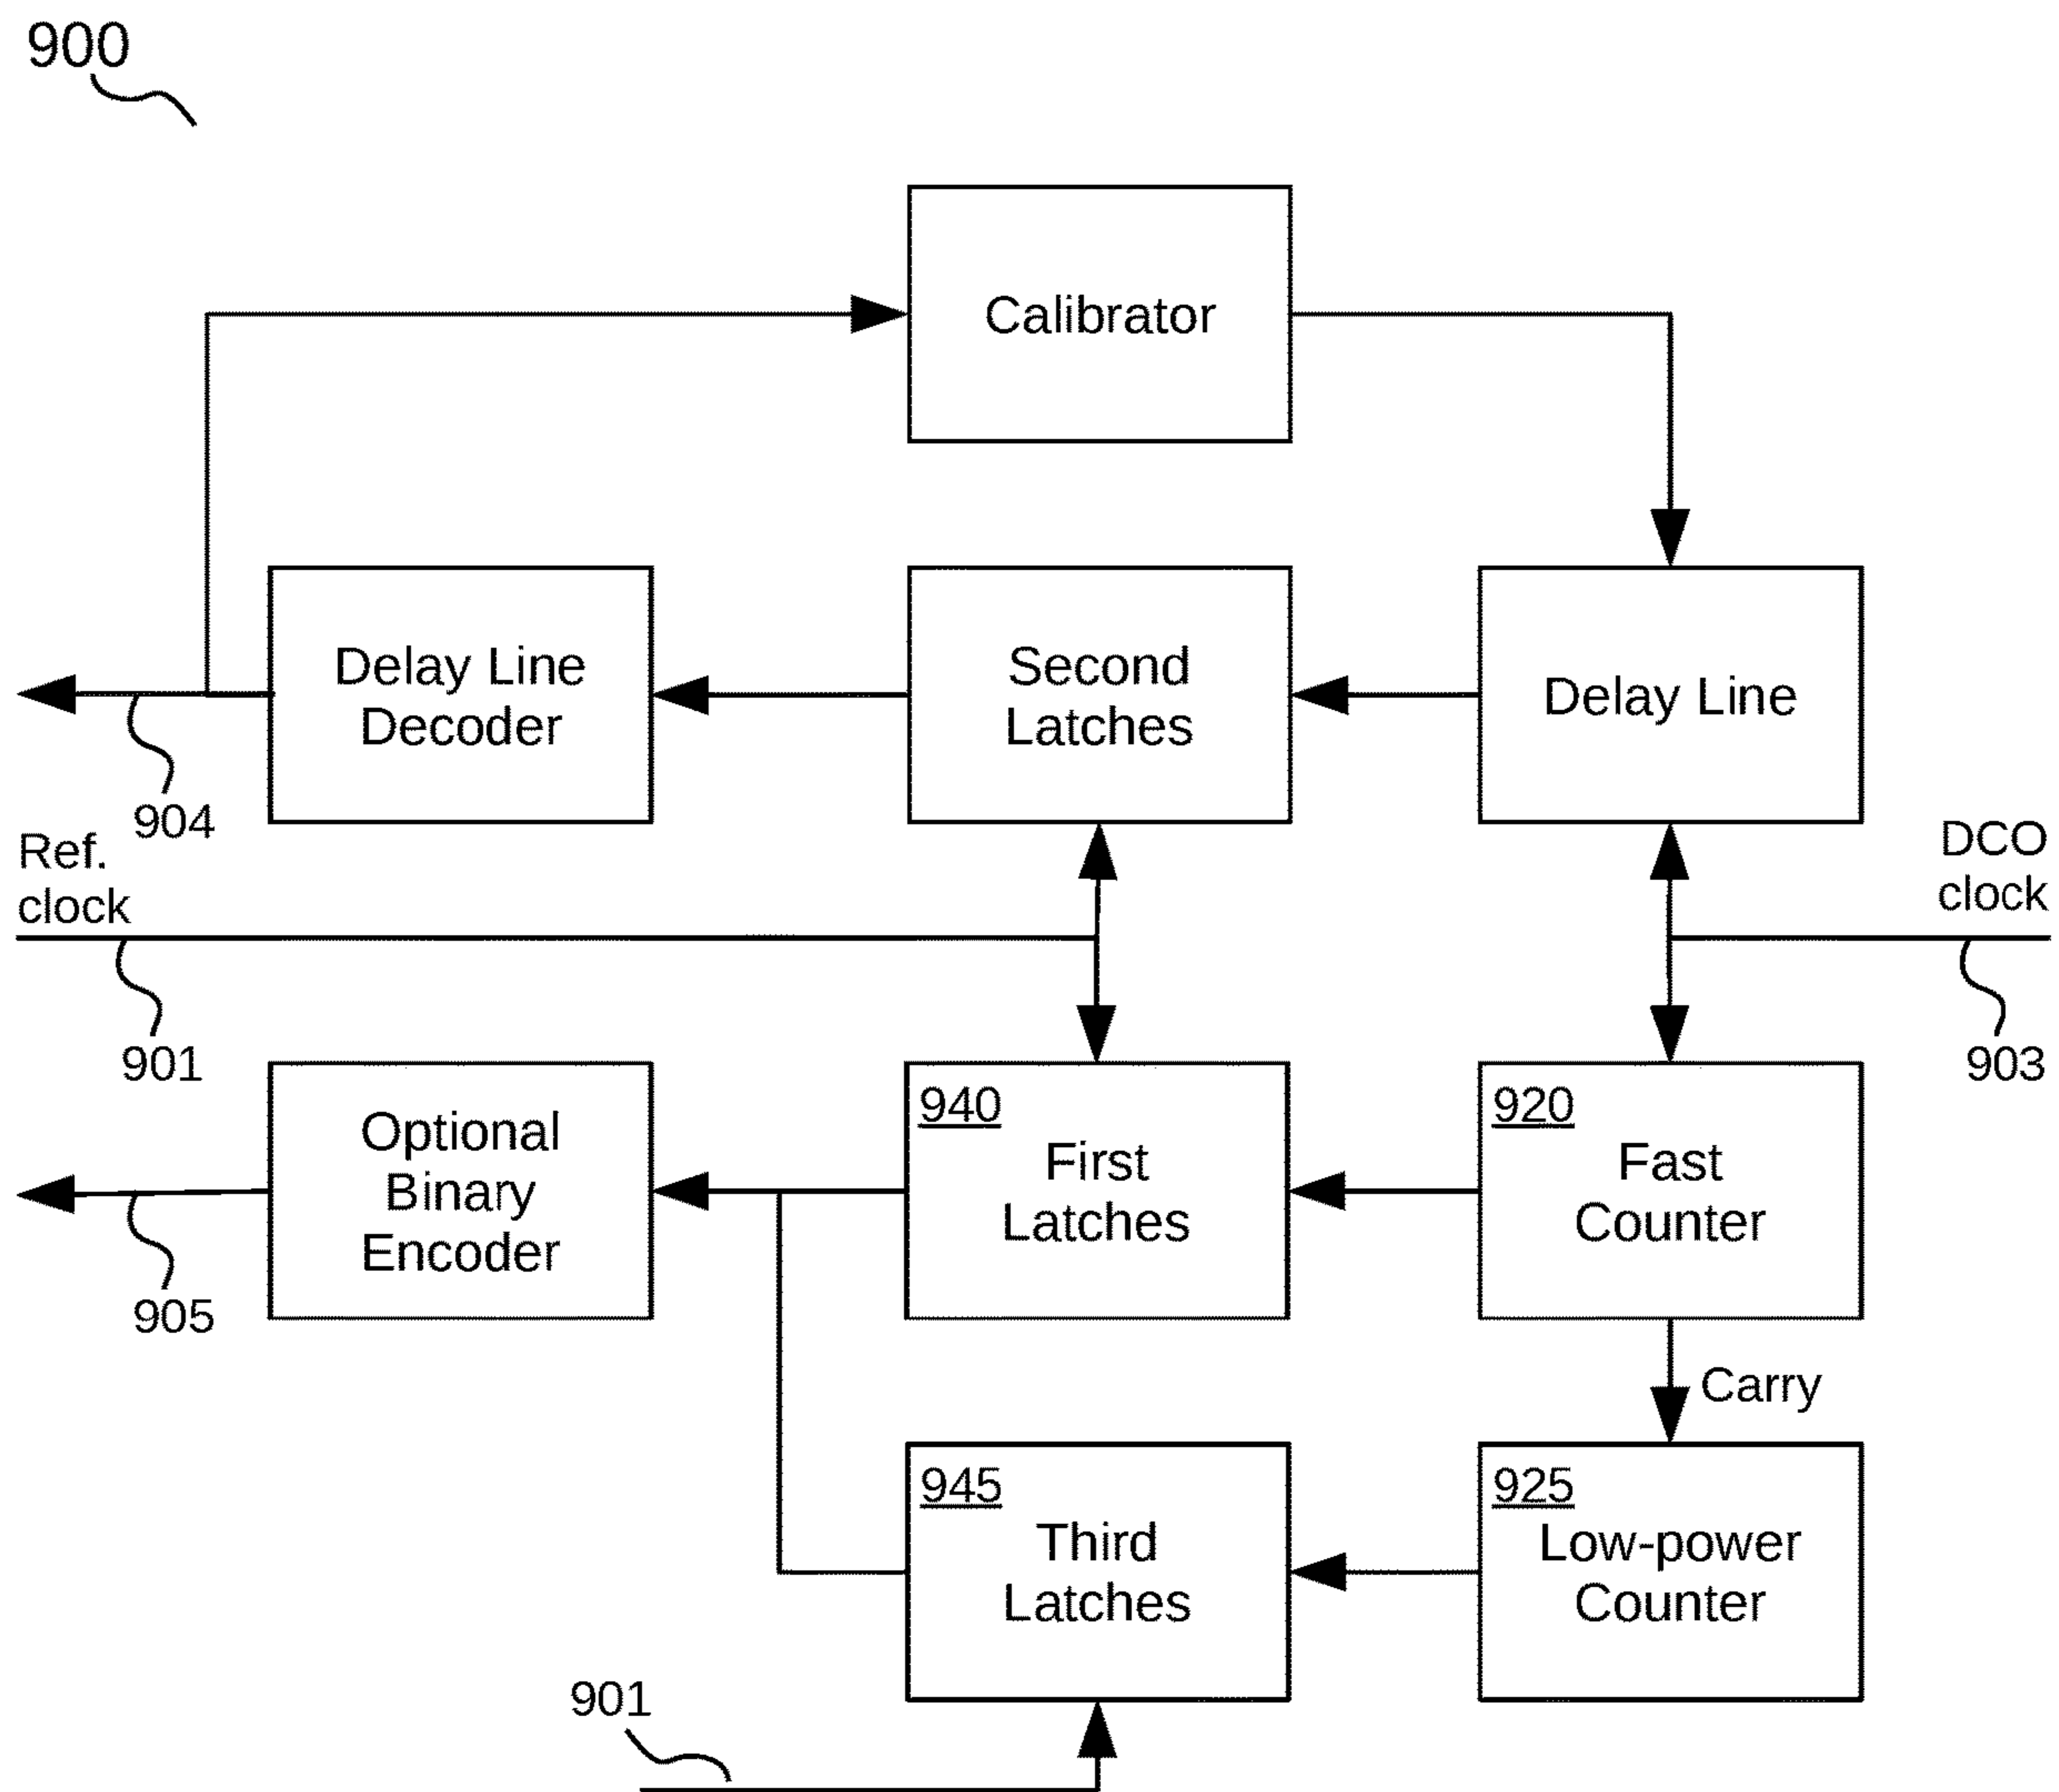 900
Calibrator
Delay Line
Decoder
Second
Latches
Delay Line
904
Ref.
clock
DCO
clock
901
903
Optional
Binary
Encoder
940
First
Latches
920
Fast
Counter
905
Carry
945
Third
Latches
925
Low-power
Counter
901